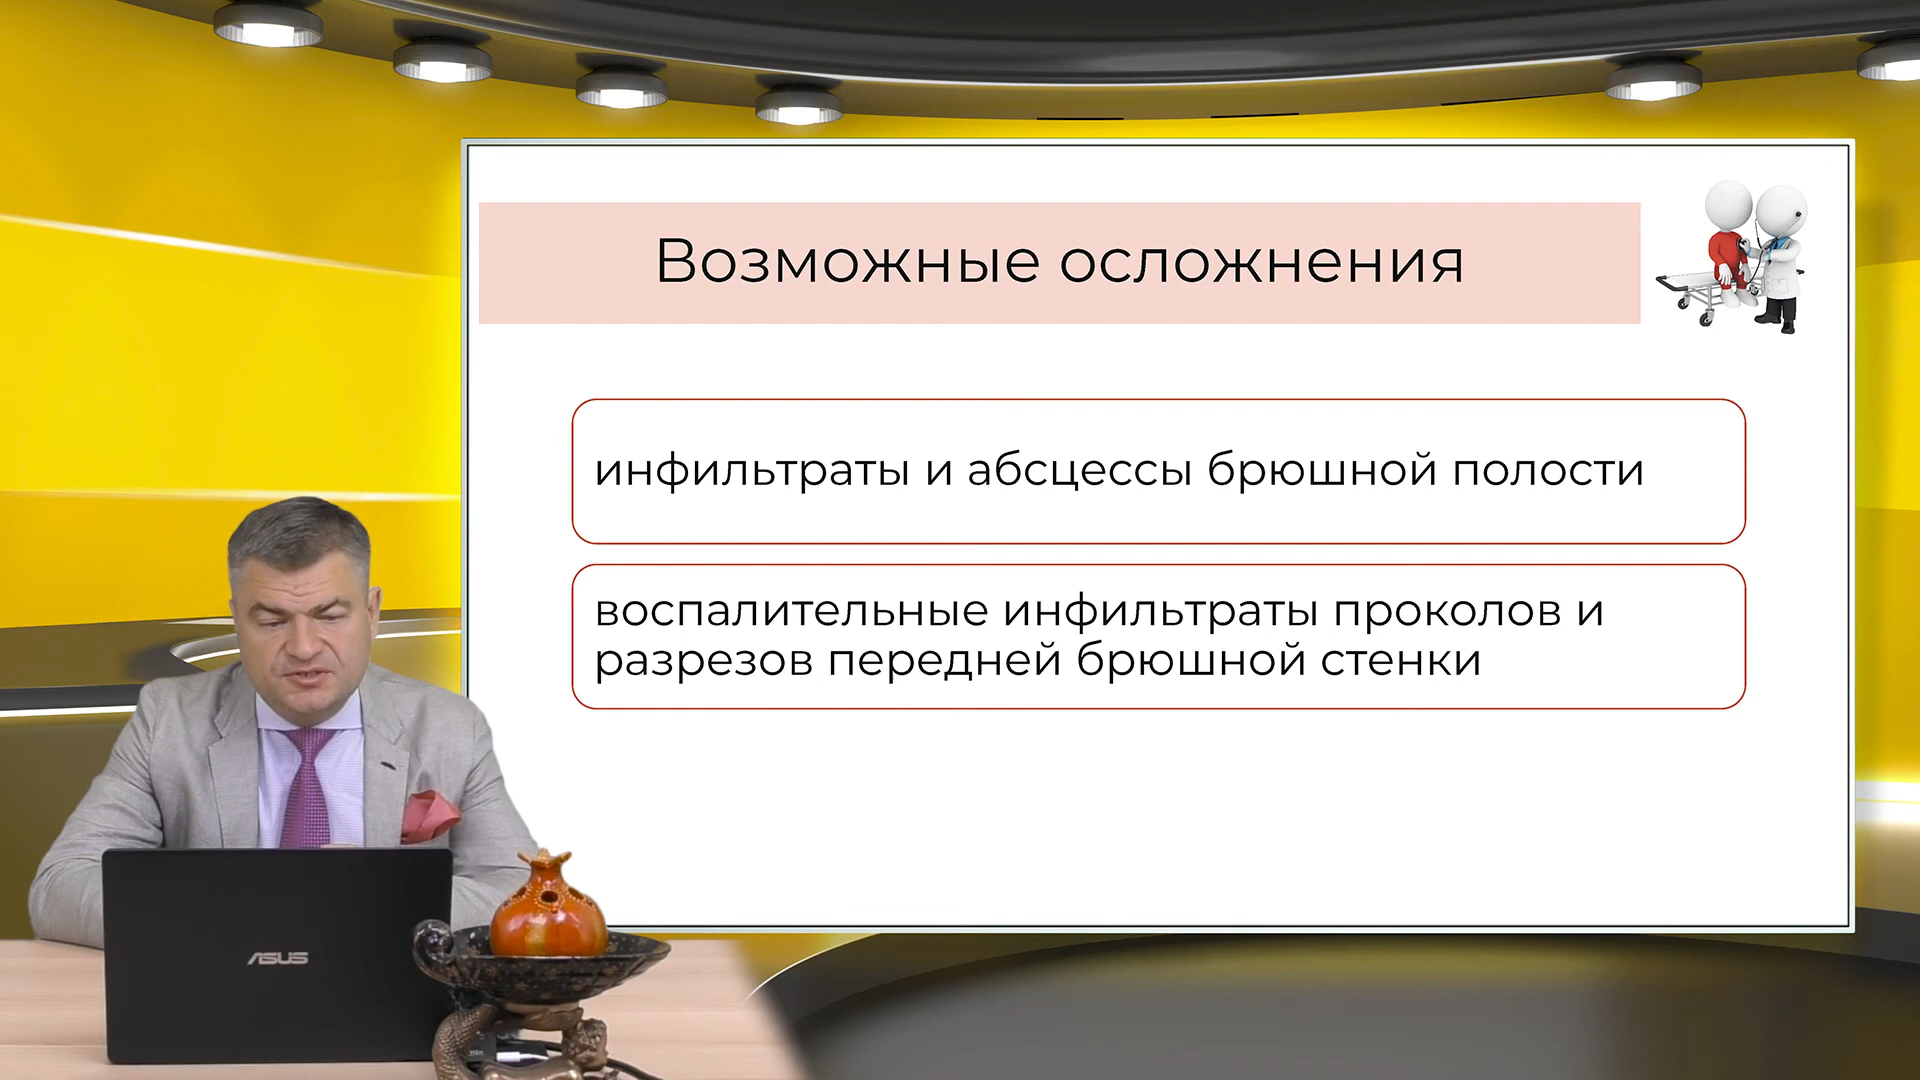 Возможные осложнения
инфильтраты и абсцессы брюшной полости
воспалительные инфильтраты проколов и
разрезов передней брюшной стенки
ASUS